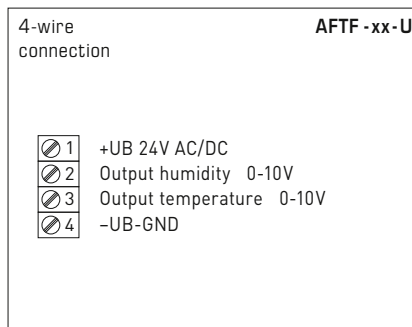 4-wire AFTF-xx-U
connection
1 +UB 24V AC/DC
2 Output humidity 0-10V
3 Output temperature 0-10V
4 –UB-GND